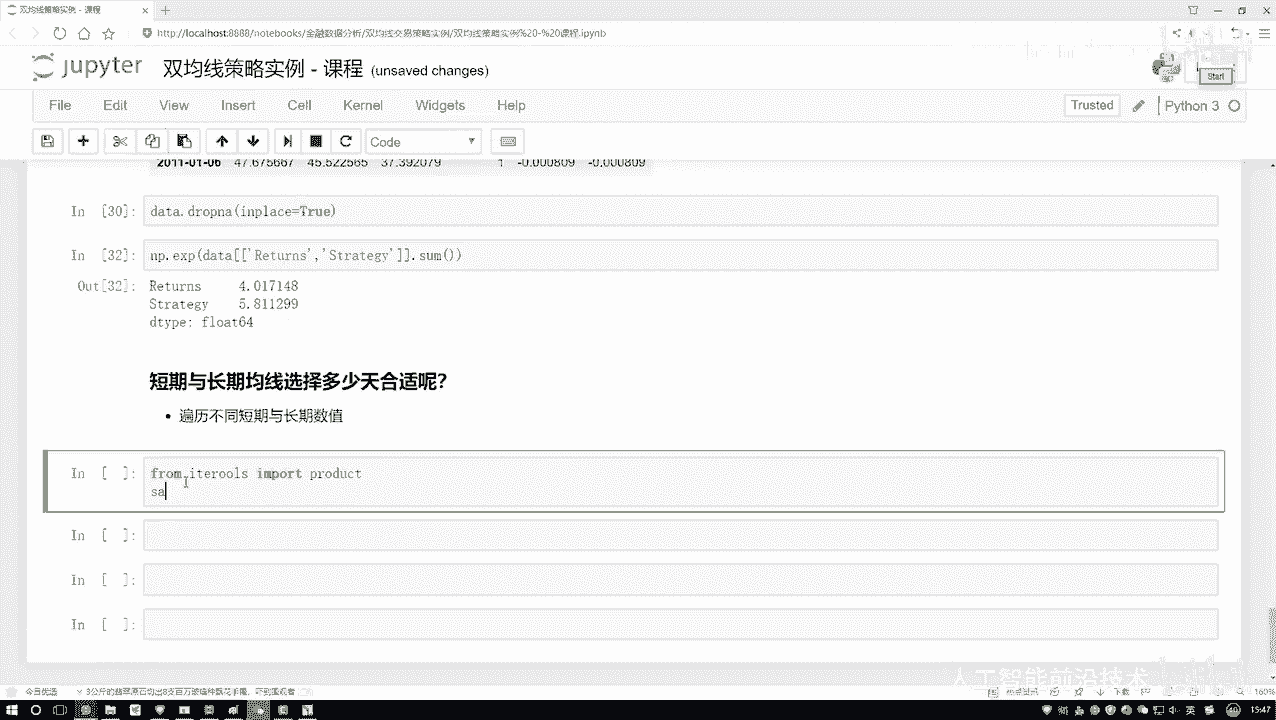 双均线策略实例 - 课程
http://localhost:8888/notebooks/金融数据分析/双均线交易策略实例/双均线策略实例%20-%20课程.ipynb
jupyter 双均线策略实例 - 课程 (unsaved changes)
Start
File Edit View Insert Cell Kernel Widgets Help
Trusted Python 3
Code
2011-01-06 47.675667 45.522565 37.392079 1 -0.000809 -0.000809
In [30]: data.dropna(inplace=True)
In [32]: np.exp(data[['Returns','Strategy']].sum())
Out[32]: Returns 4.017148
Strategy 5.811299
dtype: float64
短期与长期均线选择多少天合适呢?
• 遍历不同短期与长期数值
In [ ]: from iterools import product
sa
In [ ]:
In [ ]:
In [ ]:
人工智能前沿技术
今日优选
160%
英
15:47